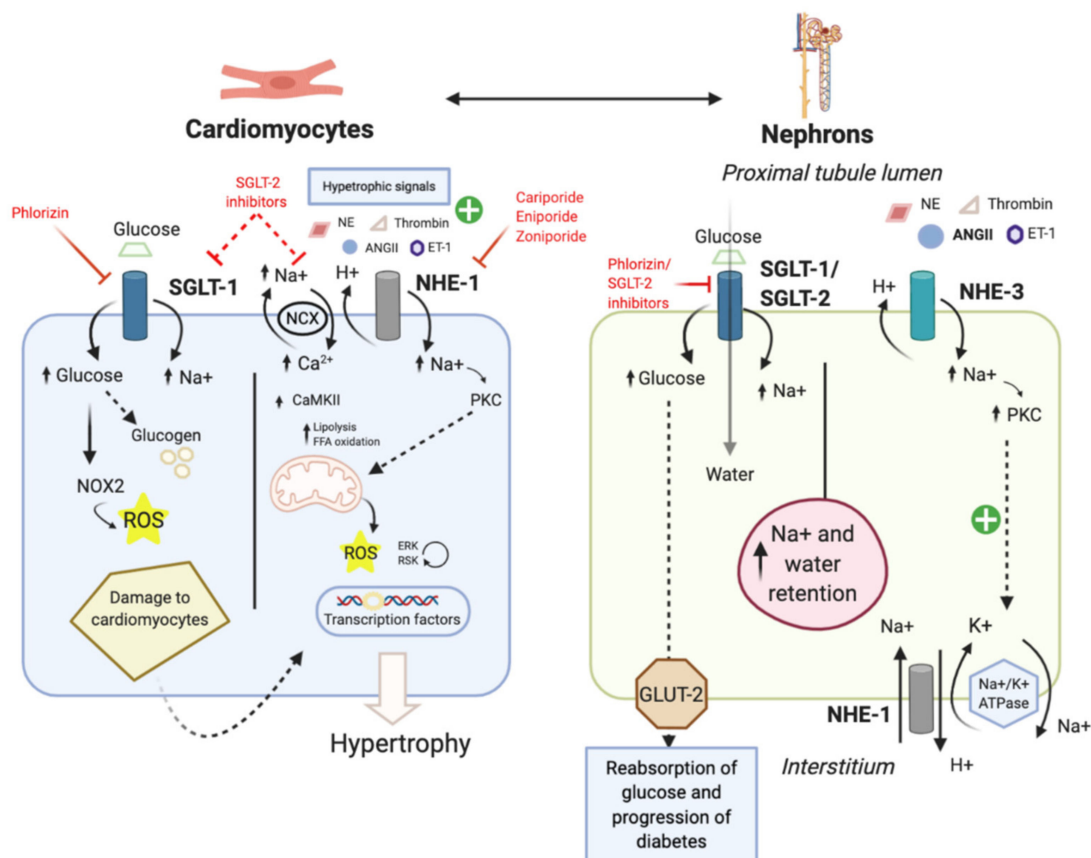 Cardiomyocytes
Nephrons
Proximal tubule lumen
Phlorizin
SGLT-2
inhibitors
Hypetrophic signals
NE
Thrombin
ANGII
ET-1
Cariporide
Eniporide
Zoniporide
Glucose
SGLT-1
Na+
H+
NHE-1
NCX
Glucose
Na+
Ca2+
Na+
CaMKII
PKC
Lipolysis
FFA oxidation
Glucogen
NOX2
ROS
ROS
ERK
RSK
Damage to
cardiomyocytes
Transcription factors
Hypertrophy
NE
Thrombin
ANGII
ET-1
Glucose
Phlorizin/
SGLT-2
inhibitors
SGLT-1/
SGLT-2
H+
NHE-3
Glucose
Na+
Na+
PKC
Water
Na+ and
water
retention
Na+
K+
GLUT-2
NHE-1
Na+/K+
ATPase
Na+
H+
Interstitium
Reabsorption of
glucose and
progression of
diabetes